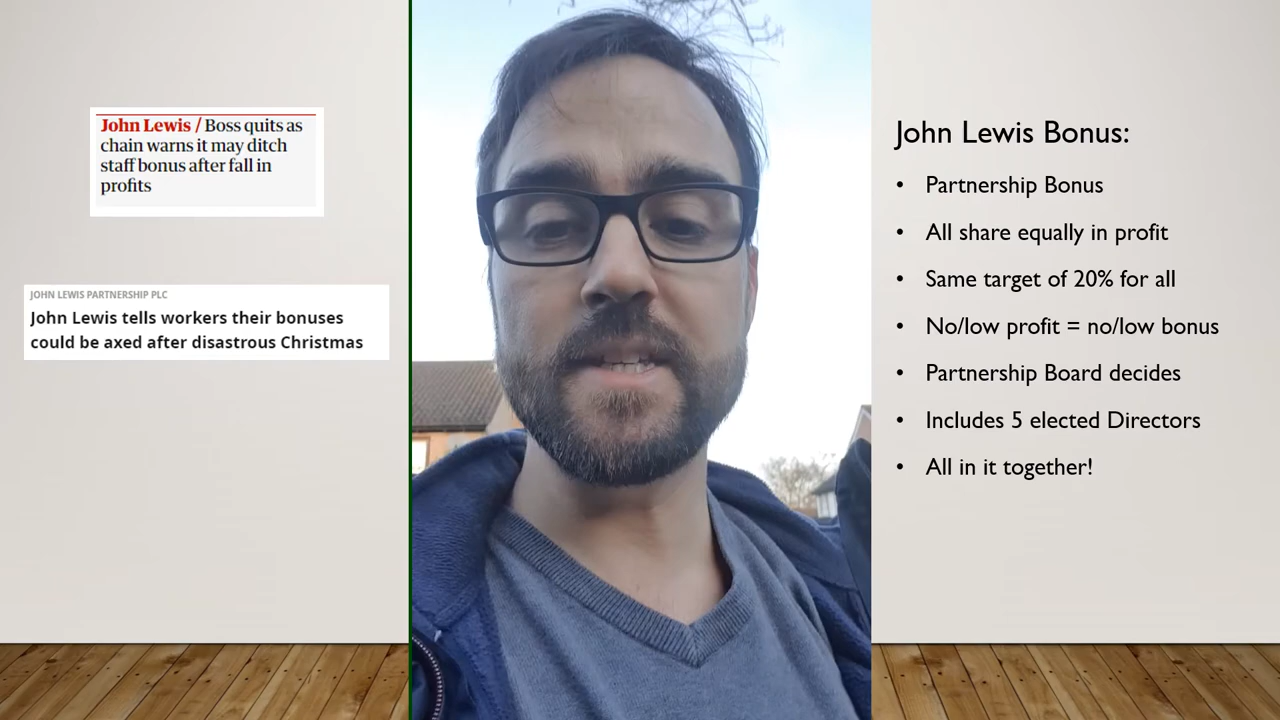 John Lewis / Boss quits as
chain warns it may ditch
staff bonus after fall in
profits
JOHN LEWIS PARTNERSHIP PLC
John Lewis tells workers their bonuses
could be axed after disastrous Christmas
John Lewis Bonus:
• Partnership Bonus
• All share equally in profit
• Same target of 20% for all
• No/low profit = no/low bonus
• Partnership Board decides
• Includes 5 elected Directors
• All in it together!